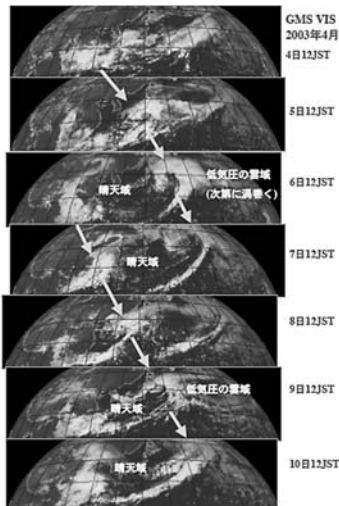 GMS VIS
2003年4月
4日12JST
5日12JST
低気圧の雲域
(次第に渦巻く)
晴天域
6日12JST
晴天域
7日12JST
8日12JST
低気圧の雲域
晴天域
9日12JST
晴天域
10日12JST